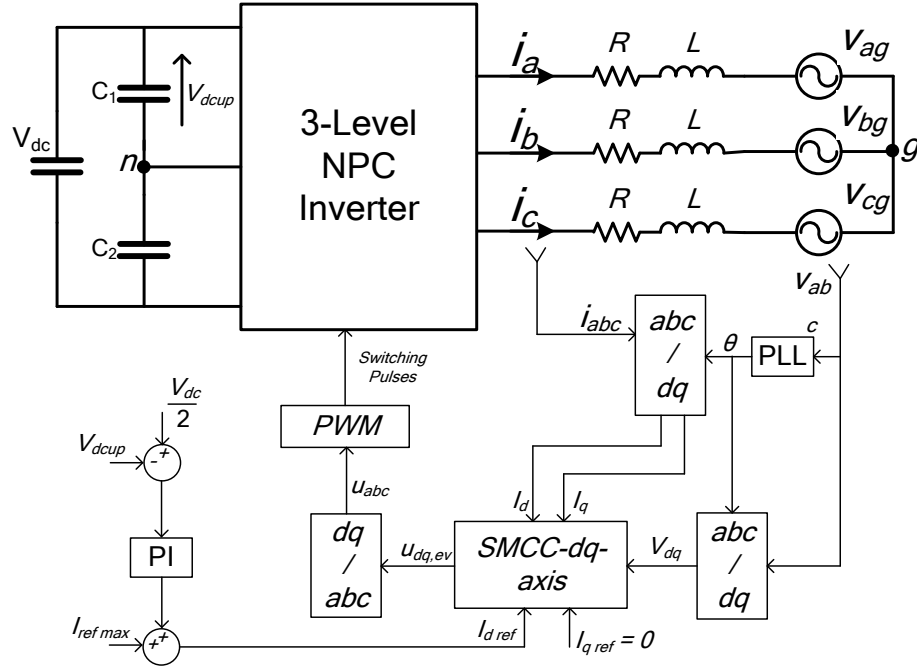 i_a R L v_ag
C_1
V_dcup
3-Level
NPC
Inverter
V_dc
n
i_b R L v_bg
g
i_c R L v_cg
C_2
v_ab
c
i_abc
abc
/
dq
θ
PLL
Switching
Pulses
V_dc
2
V_dcup
- +
PWM
u_abc
I_d
I_q
dq
/
abc
u_dq,ev
SMCC-dq-
axis
V_dq
abc
/
dq
PI
I_ref max
+ +
I_d ref
I_q ref = 0